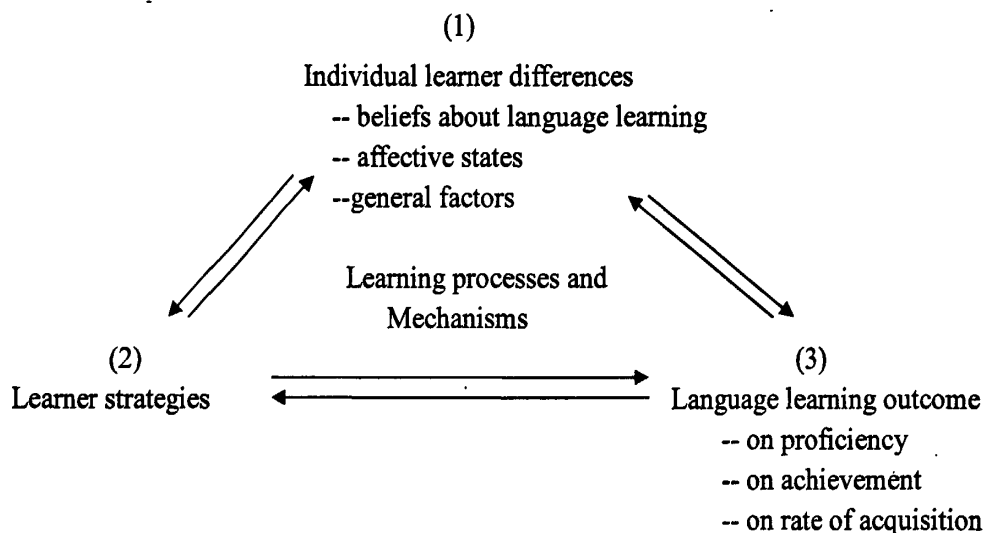 (1)
Individual learner differences
-- beliefs about language learning
-- affective states
--general factors
Learning processes and
Mechanisms
(2)
Learner strategies
(3)
Language learning outcome
-- on proficiency
-- on achievement
-- on rate of acquisition